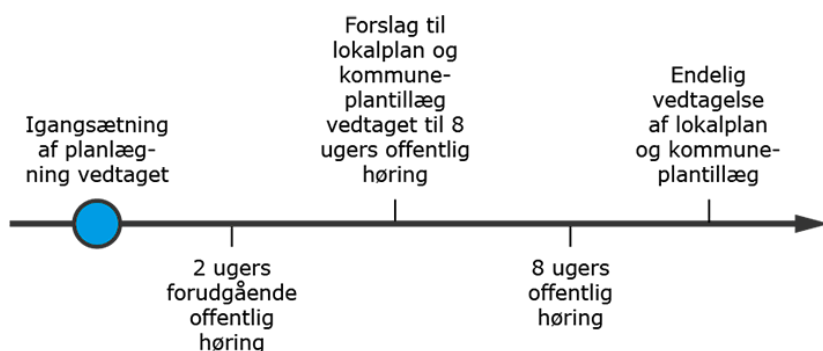 Igangsætning
af planlæg-
ning vedtaget
2 ugers
forudgående
offentlig
høring
Forslag til
lokalplan og
kommune-
plantillæg
vedtaget til 8
ugers offentlig
høring
8 ugers
offentlig
høring
Endelig
vedtagelse
af lokalplan
og kommune-
plantillæg